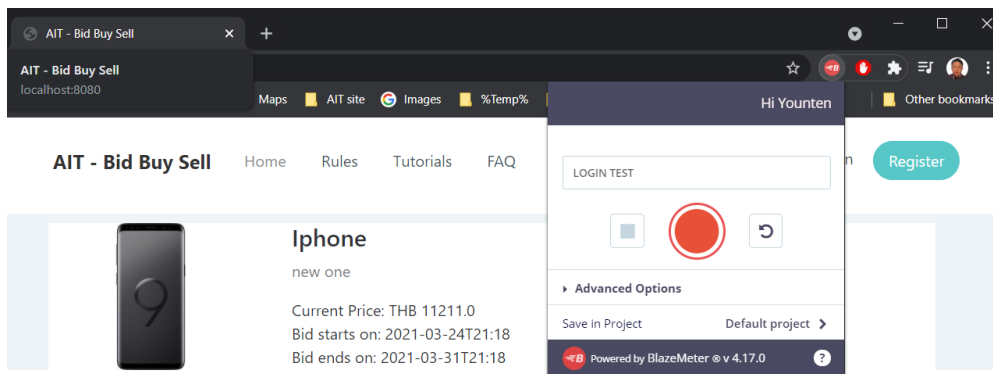 AIT - Bid Buy Sell
AIT - Bid Buy Sell
localhost:8080
Maps AIT site Images %Temp% Other bookmarks
Hi Younten
AIT - Bid Buy Sell Home Rules Tutorials FAQ Register
LOGIN TEST
Iphone
new one
Current Price: THB 11211.0
Bid starts on: 2021-03-24T21:18
Bid ends on: 2021-03-31T21:18
9
Advanced Options
Save in Project Default project
B Powered by BlazeMeter ® v 4.17.0 ?